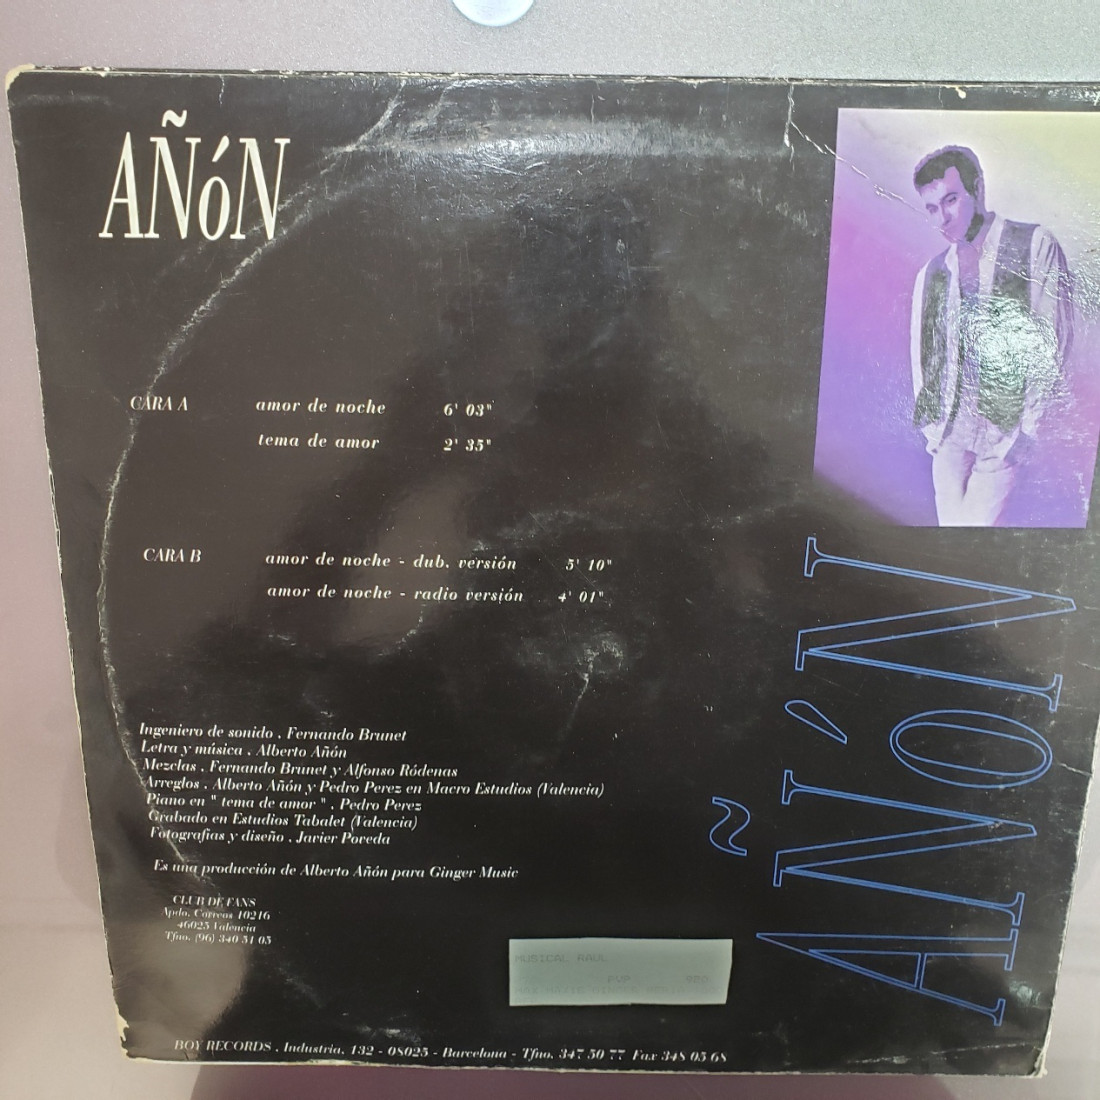 AÑÓN
CARA A amor de noche 6' 03"
tema de amor 2' 35"
CARA B amor de noche - dub. versión 5' 10"
amor de noche - radio versión 4' 01"
Ingeniero de sonido . Fernando Brunet
Letra y música . Alberto Añón
Mezclas . Fernando Brunet y Alfonso Ródenas
Arreglos . Alberto Añón y Pedro Perez en Macro Estudios (Valencia)
Piano en " tema de amor " . Pedro Perez
Grabado en Estudios Tabalet (Valencia)
Fotografías y diseño . Javier Poreda
Es una producción de Alberto Añón para Ginger Music
CLUB DE FANS
Apdo. Correos 10216
46025 Valencia
Tfno. (96) 340 51 05
MUSICAL RAUL
PVP 900
BOY RECORDS . Industria, 132 - 08025 - Barcelona - Tfno. 347 50 77 Fax 348 05 68
AÑÓN